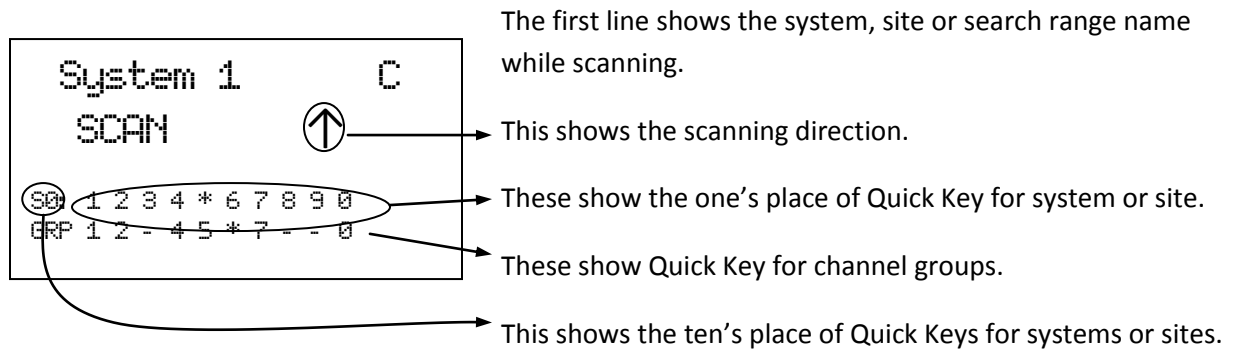 The first line shows the system, site or search range name
while scanning.
System 1 C
SCAN ↑
This shows the scanning direction.
S0: 1 2 3 4 * 6 7 8 9 0
These show the one’s place of Quick Key for system or site.
GRP 1 2 - 4 5 * 7 - - 0
These show Quick Key for channel groups.
This shows the ten’s place of Quick Keys for systems or sites.